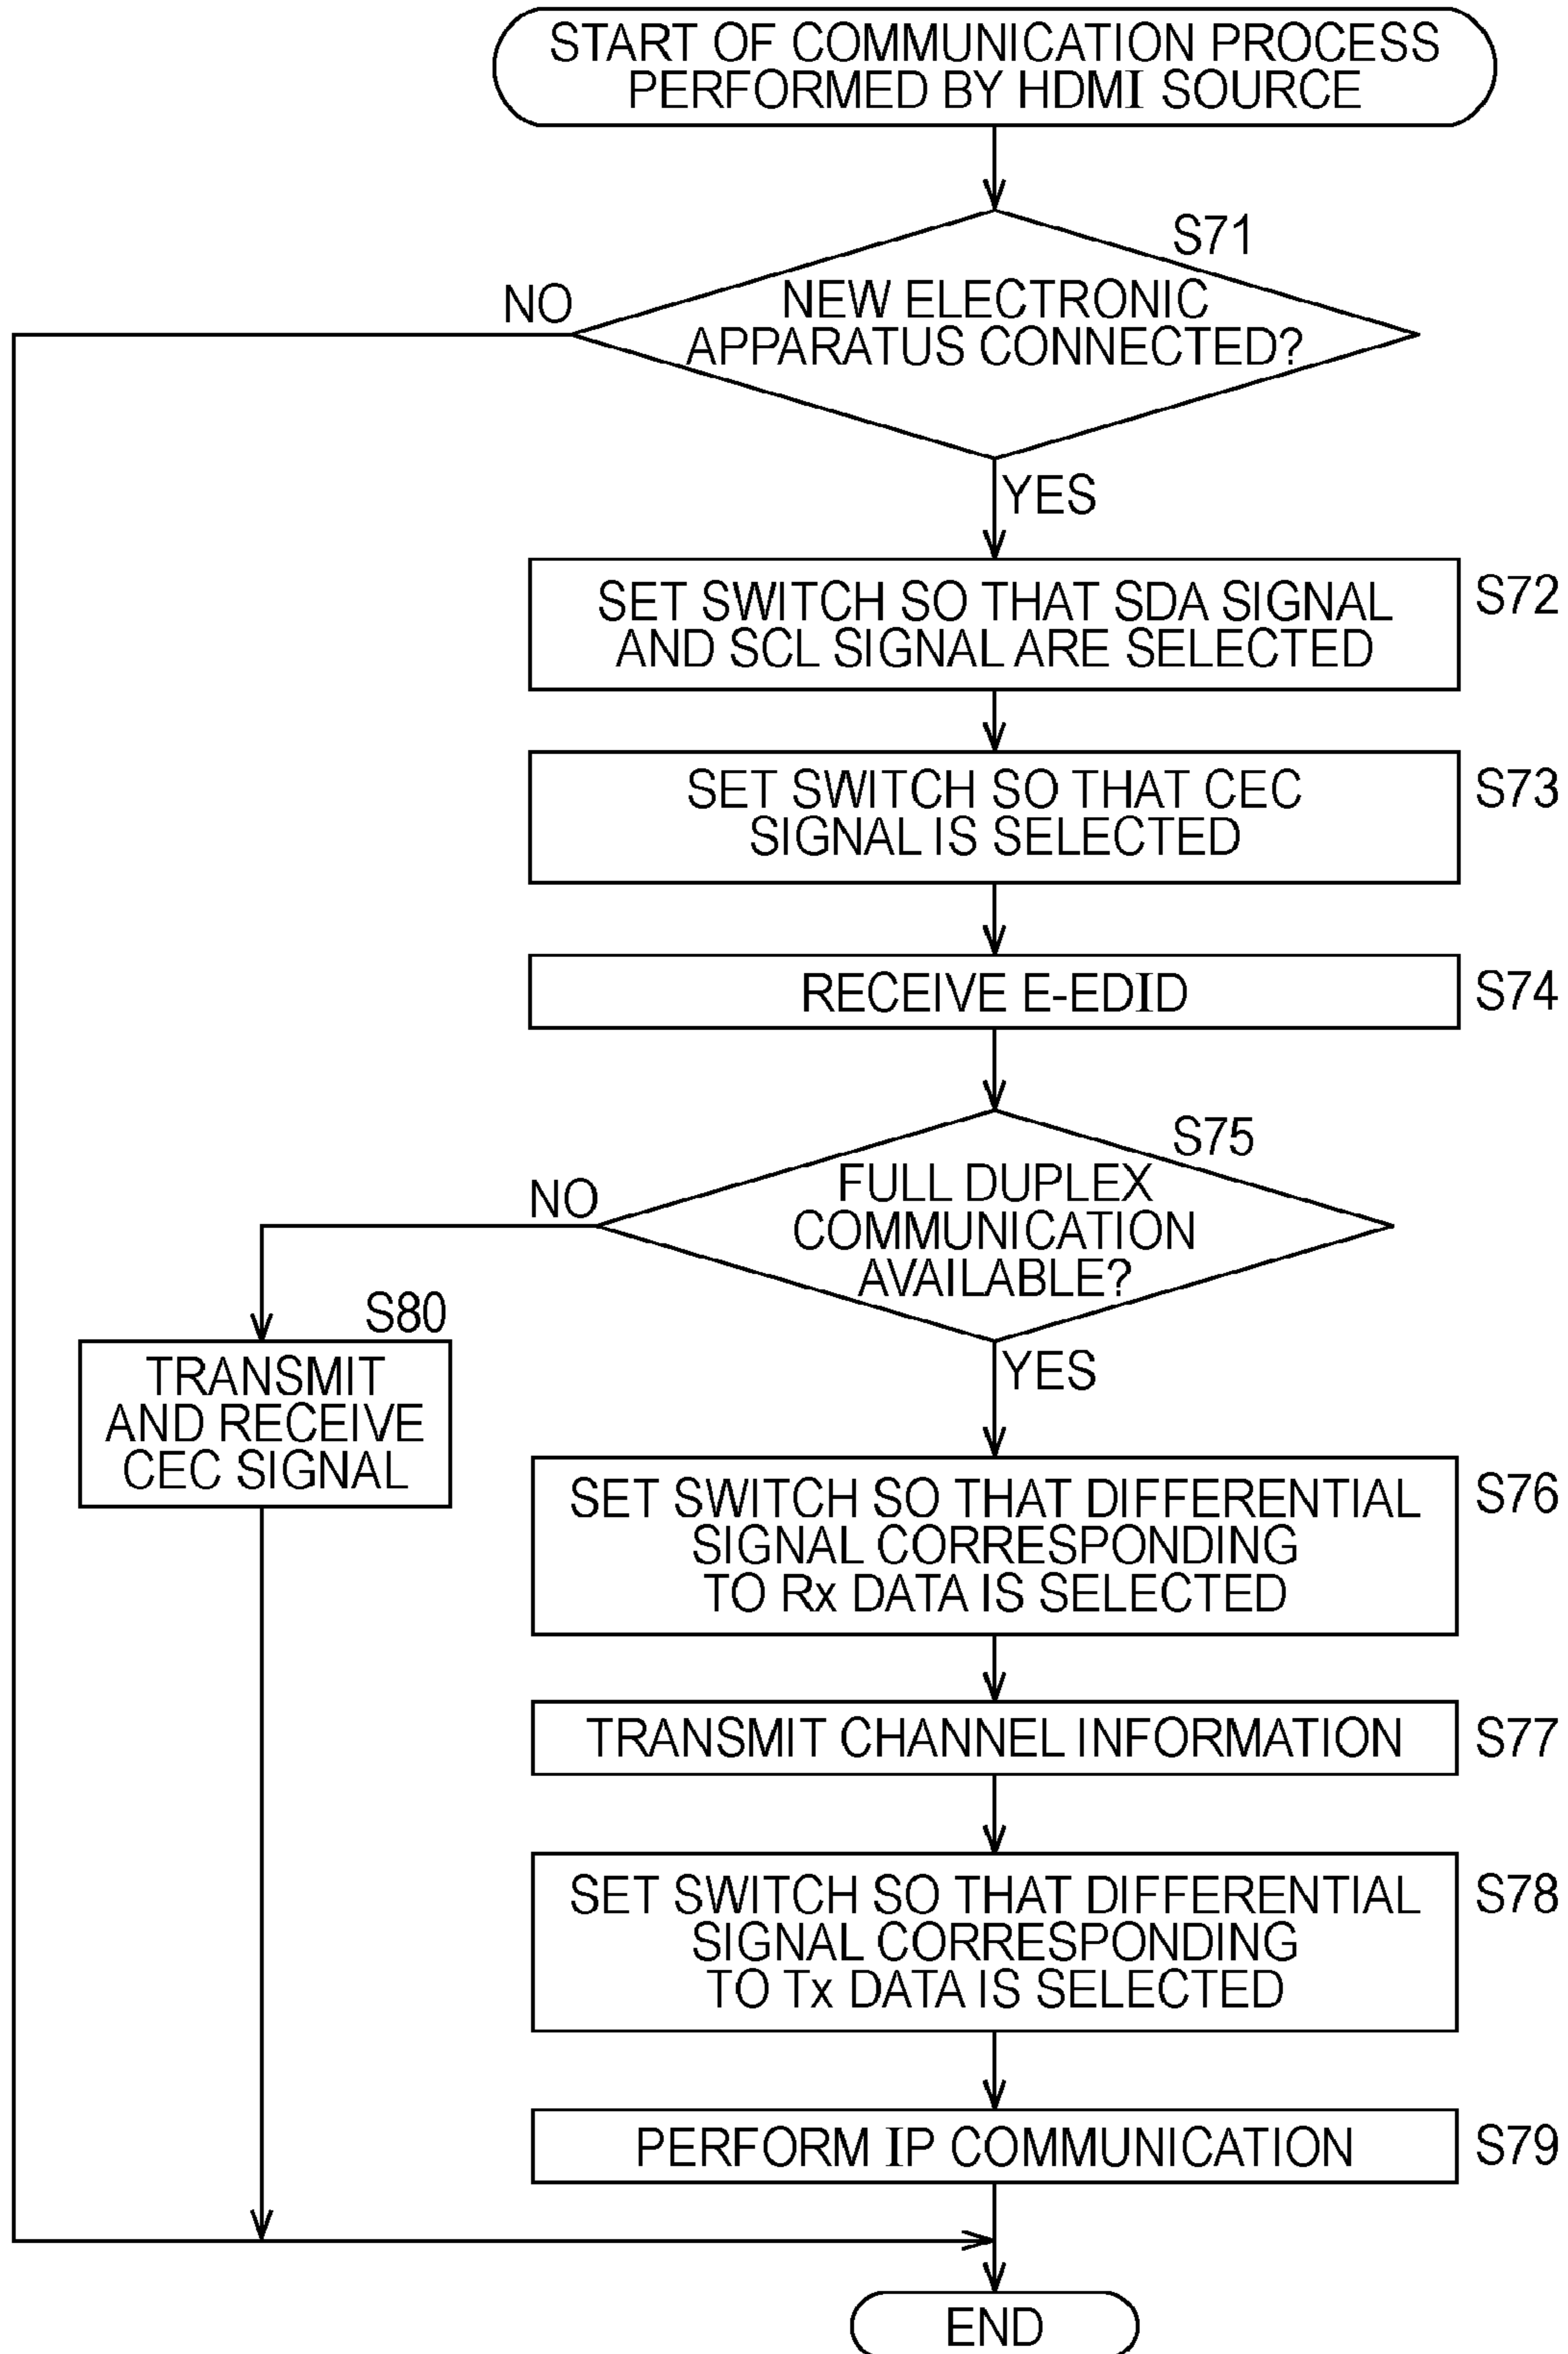 START OF COMMUNICATION PROCESS
PERFORMED BY HDMI SOURCE
S71
NO
NEW ELECTRONIC
APPARATUS CONNECTED?
YES
SET SWITCH SO THAT SDA SIGNAL
AND SCL SIGNAL ARE SELECTED
S72
SET SWITCH SO THAT CEC
SIGNAL IS SELECTED
S73
RECEIVE E-EDID
S74
S75
NO
FULL DUPLEX
COMMUNICATION
AVAILABLE?
S80
TRANSMIT
AND RECEIVE
CEC SIGNAL
YES
SET SWITCH SO THAT DIFFERENTIAL
SIGNAL CORRESPONDING
TO Rx DATA IS SELECTED
S76
TRANSMIT CHANNEL INFORMATION
S77
SET SWITCH SO THAT DIFFERENTIAL
SIGNAL CORRESPONDING
TO Tx DATA IS SELECTED
S78
PERFORM IP COMMUNICATION
S79
END